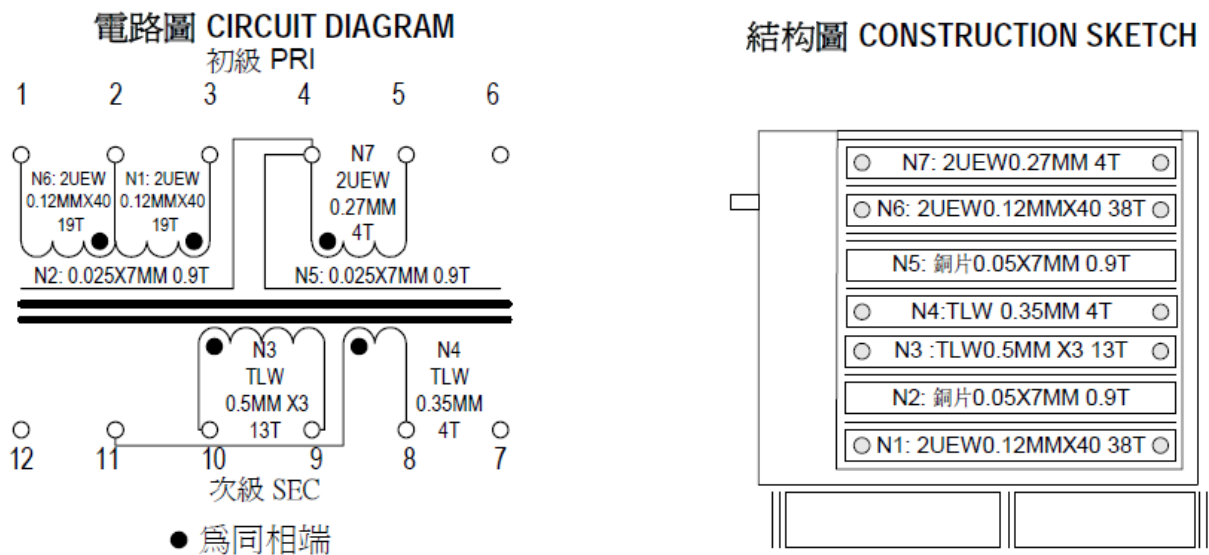 電路圖 CIRCUIT DIAGRAM
初級 PRI
1 2 3 4 5 6
N6: 2UEW
0.12MMX40
19T
N1: 2UEW
0.12MMX40
19T
N7
2UEW
0.27MM
4T
N2: 0.025X7MM 0.9T
N5: 0.025X7MM 0.9T
N3
TLW
0.5MM X3
13T
N4
TLW
0.35MM
4T
12 11 10 9 8 7
次級 SEC
● 爲同相端
結构圖 CONSTRUCTION SKETCH
N7: 2UEW0.27MM 4T
N6: 2UEW0.12MMX40 38T
N5: 銅片0.05X7MM 0.9T
N4:TLW 0.35MM 4T
N3 :TLW0.5MM X3 13T
N2: 銅片0.05X7MM 0.9T
N1: 2UEW0.12MMX40 38T